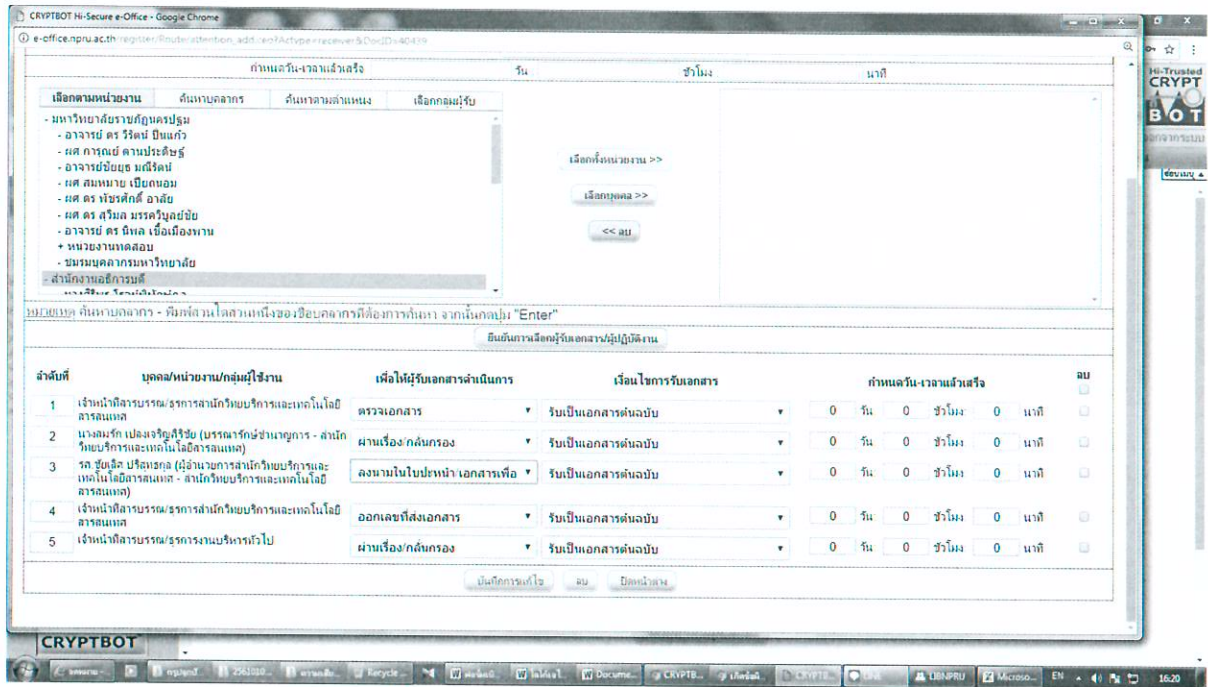 CRYPTBOT Hi-Secure e-Office - Google Chrome
e-office.npru.ac.th/register/Route/attention_add.
กำหนดวัน-เวลาแล้วเสร็จ วัน ชั่วโมง นาที
Hi-Trusted
CRYPT
BOT
เลือกตามหน่วยงาน ค้นหาบุคลากร ค้นหาตามตำแหน่ง เลือกกลุ่มผู้รับ
- มหาวิทยาลัยราชภัฏนครปฐม
- อาจารย์ ดร วิรัตน์ ปิ่นแก้ว
- ผศ การุณย์ ด่านประดิษฐ์
- อาจารย์ชัยยุธ มณีรัตน์
- ผศ สมหมาย เปียถนอม
- ผศ ดร พัชรศักดิ์ อาลัย
- ผศ ดร สุวิมล มรรควิบูลย์ชัย
- อาจารย์ ดร นิพล เชื้อเมืองพาน
+ หน่วยงานทดสอบ
- ชมรมบุคลากรมหาวิทยาลัย
- สำนักงานอธิการบดี
เลือกทั้งหน่วยงาน >>
เลือกบุคคล >>
<< ลบ
ซ่อนเมนู
หมายเหตุ ค้นหาบุคลากร - พิมพ์ส่วนใดส่วนหนึ่งของชื่อบุคลากรที่ต้องการค้นหา จากนั้นกดปุ่ม "Enter"
ยืนยันการเลือกผู้รับเอกสาร/ผู้ปฏิบัติงาน
ลำดับที่ บุคคล/หน่วยงาน/กลุ่มผู้ใช้งาน เพื่อให้ผู้รับเอกสารดำเนินการ เงื่อนไขการรับเอกสาร กำหนดวัน-เวลาแล้วเสร็จ ลบ
1 เจ้าหน้าที่สารบรรณ/ธุรการสำนักวิทยบริการและเทคโนโลยี
สารสนเทศ ตรวจเอกสาร รับเป็นเอกสารต้นฉบับ 0 วัน 0 ชั่วโมง 0 นาที
2 นางสมรัก เปล่งเจริญศิริชัย (บรรณารักษ์ชำนาญการ - สำนัก
วิทยบริการและเทคโนโลยีสารสนเทศ) ผ่านเรื่อง/กลั่นกรอง รับเป็นเอกสารต้นฉบับ 0 วัน 0 ชั่วโมง 0 นาที
3 รศ ชัยเลิศ ปริสุทธกุล (ผู้อำนวยการสำนักวิทยบริการและ
เทคโนโลยีสารสนเทศ - สำนักวิทยบริการและเทคโนโลยี
สารสนเทศ) ลงนามในใบปะหน้า/เอกสารเพื่อ รับเป็นเอกสารต้นฉบับ 0 วัน 0 ชั่วโมง 0 นาที
4 เจ้าหน้าที่สารบรรณ/ธุรการสำนักวิทยบริการและเทคโนโลยี
สารสนเทศ ออกเลขที่ส่งเอกสาร รับเป็นเอกสารต้นฉบับ 0 วัน 0 ชั่วโมง 0 นาที
5 เจ้าหน้าที่สารบรรณ/ธุรการงานบริหารทั่วไป ผ่านเรื่อง/กลั่นกรอง รับเป็นเอกสารต้นฉบับ 0 วัน 0 ชั่วโมง 0 นาที
บันทึกการแก้ไข ลบ ปิดหน้าต่าง
CRYPTBOT
2561010... Recycle... Docume... CRYPTB... CRYPTB... LINE LIBNPRU Microso... EN 16:20